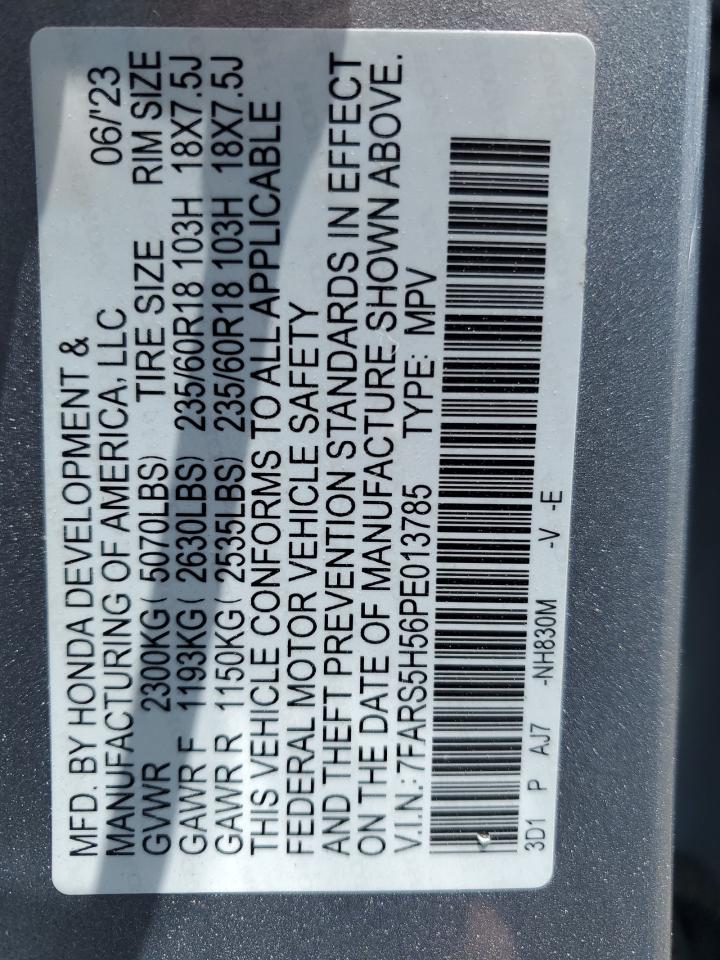 MFD. BY HONDA DEVELOPMENT & 06/'23
MANUFACTURING OF AMERICA, LLC
GVWR 2300KG ( 5070LBS) TIRE SIZE RIM SIZE
GAWR F 1193KG ( 2630LBS) 235/60R18 103H 18X7.5J
GAWR R 1150KG ( 2535LBS) 235/60R18 103H 18X7.5J
THIS VEHICLE CONFORMS TO ALL APPLICABLE
FEDERAL MOTOR VEHICLE SAFETY
AND THEFT PREVENTION STANDARDS IN EFFECT
ON THE DATE OF MANUFACTURE SHOWN ABOVE.
V.I.N.: 7FARS5H56PE013785 TYPE: MPV
3D1 P AJ7 -NH830M -V -E